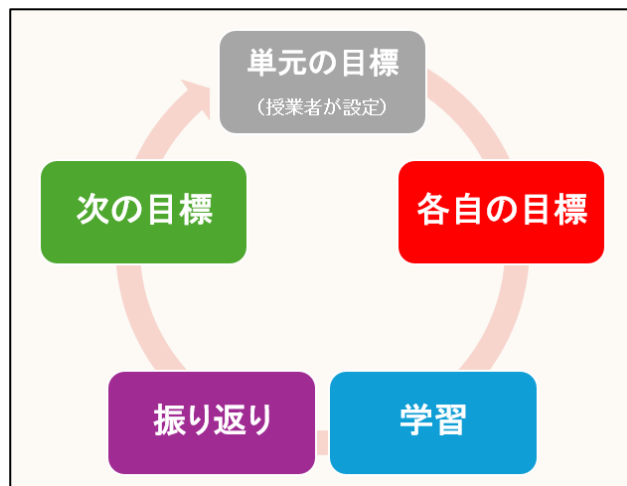 単元の目標
（授業者が設定）
各自の目標
学習
振り返り
次の目標